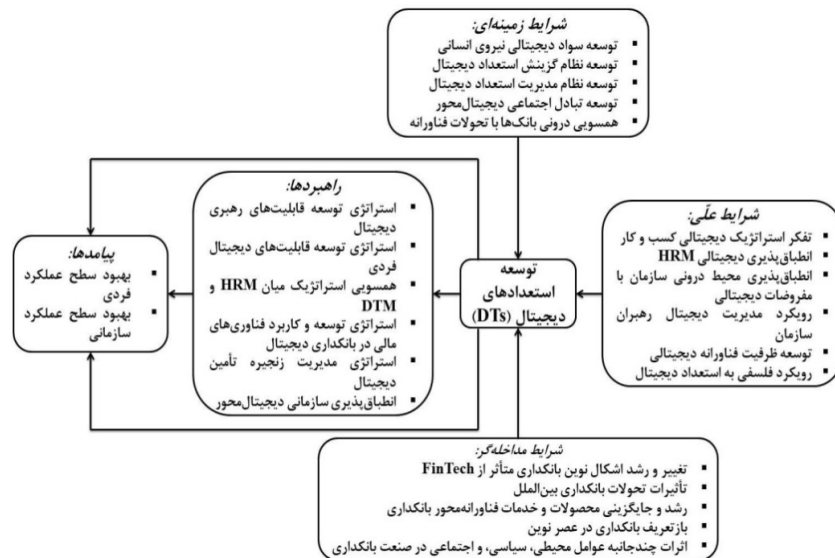 شرایط زمینه‌ای:
▪ توسعه سواد دیجیتالی نیروی انسانی
▪ توسعه نظام گزینش استعداد دیجیتال
▪ توسعه نظام مدیریت استعداد دیجیتال
▪ توسعه تبادل اجتماعی دیجیتال‌محور
▪ همسویی درونی بانک‌ها با تحولات فناورانه
شرایط علّی:
▪ تفکر استراتژیک دیجیتالی کسب و کار
▪ انطباق‌پذیری دیجیتالی HRM
▪ انطباق‌پذیری محیط درونی سازمان با
مفروضات دیجیتالی
▪ رویکرد مدیریت دیجیتال رهبران
سازمان
▪ توسعه ظرفیت فناورانه دیجیتالی
▪ رویکرد فلسفی به استعداد دیجیتال
توسعه
استعدادهای
دیجیتال (DTs)
راهبردها:
▪ استراتژی توسعه قابلیت‌های رهبری
دیجیتال
▪ استراتژی توسعه قابلیت‌های دیجیتال
فردی
▪ همسویی استراتژیک میان HRM و
DTM
▪ استراتژی توسعه و کاربرد فناوری‌های
مالی در بانکداری دیجیتال
▪ استراتژی مدیریت زنجیره تأمین
دیجیتال
▪ انطباق‌پذیری سازمانی دیجیتال‌محور
پیامدها:
▪ بهبود سطح عملکرد
فردی
▪ بهبود سطح عملکرد
سازمانی
شرایط مداخله‌گر:
▪ تغییر و رشد اشکال نوین بانکداری متأثر از FinTech
▪ تأثیرات تحولات بانکداری بین‌الملل
▪ رشد و جایگزینی محصولات و خدمات فناورانه‌محور بانکداری
▪ بازتعریف بانکداری در عصر نوین
▪ اثرات چندجانبه عوامل محیطی، سیاسی، و اجتماعی در صنعت بانکداری